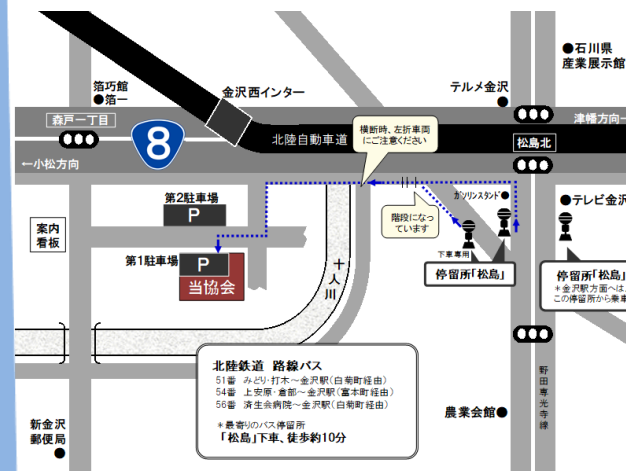 ●石川県
産業展示館
箔巧館
●箔一
金沢西インター
テルメ金沢
●
森戸一丁目
8
北陸自動車道
横断時、左折車両
にご注意ください
松島北
津幡方向
←小松方向
第2駐車場
P
ガソリンスタンド●
●テレビ金沢
案内
看板
階段になっ
ています
第1駐車場
P
当協会
十人川
下車専用
停留所「松島」
停留所「松島」
＊金沢駅方面へは、
この停留所から乗車
北陸鉄道 路線バス
51番 みどり・打木～金沢駅(白菊町経由)
54番 上安原・倉部～金沢駅(富本町経由)
56番 済生会病院～金沢駅(白菊町経由)
＊最寄りのバス停留所
「松島」下車、徒歩約10分
野田専光寺線
農業会館●
新金沢
郵便局
●